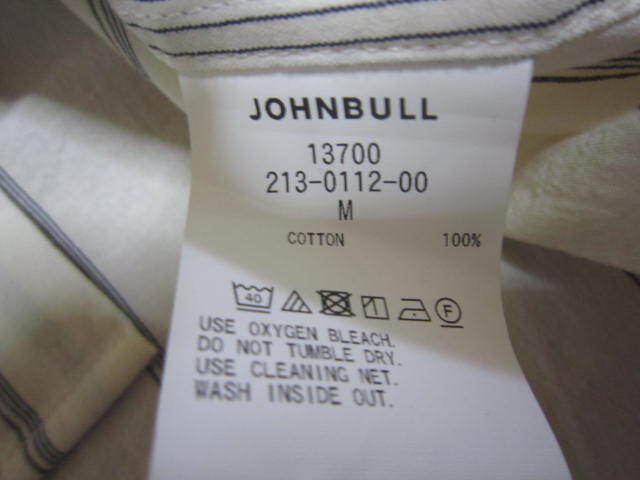 JOHNBULL
13700
213-0112-00
M
COTTON 100%
40 F
USE OXYGEN BLEACH.
DO NOT TUMBLE DRY.
USE CLEANING NET.
WASH INSIDE OUT.